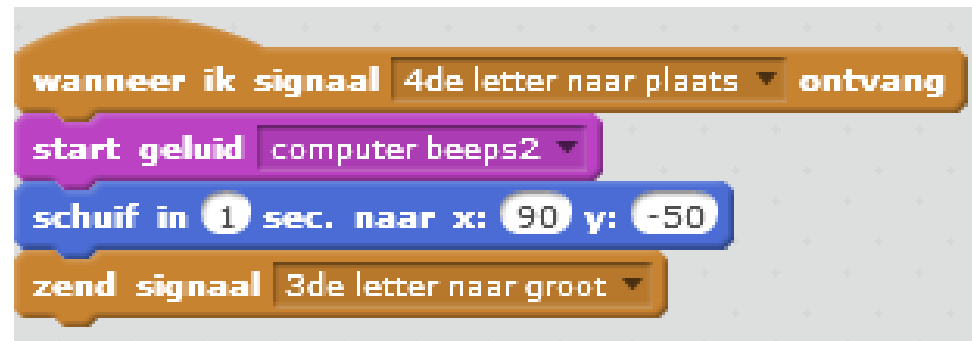 wanneer ik signaal 4de letter naar plaats ontvang
start geluid computer beeps2
schuif in 1 sec. naar x: 90 y: -50
zend signaal 3de letter naar groot